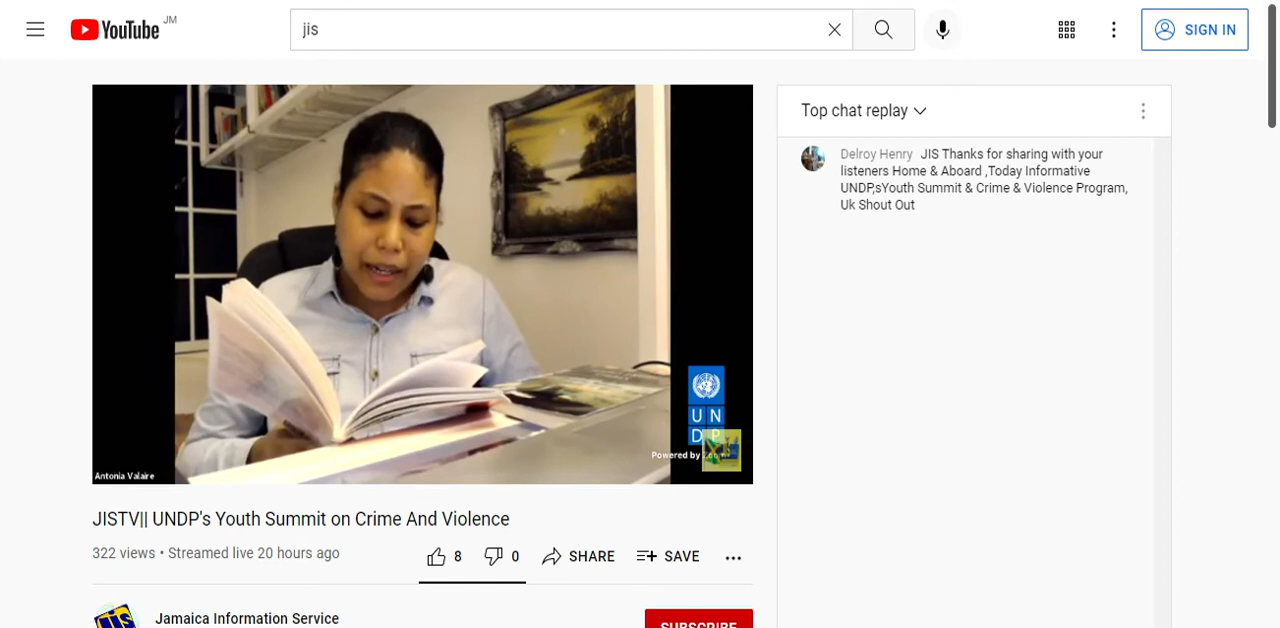 YouTube JM
jis
SIGN IN
Top chat replay
Delroy Henry JIS Thanks for sharing with your
listeners Home & Aboard ,Today Informative
UNDP,sYouth Summit & Crime & Violence Program,
Uk Shout Out
U N
D P
Powered by
Antonia Valaire
JISTV|| UNDP's Youth Summit on Crime And Violence
322 views • Streamed live 20 hours ago
8
0
SHARE
SAVE
jis
Jamaica Information Service
SUBSCRIBE